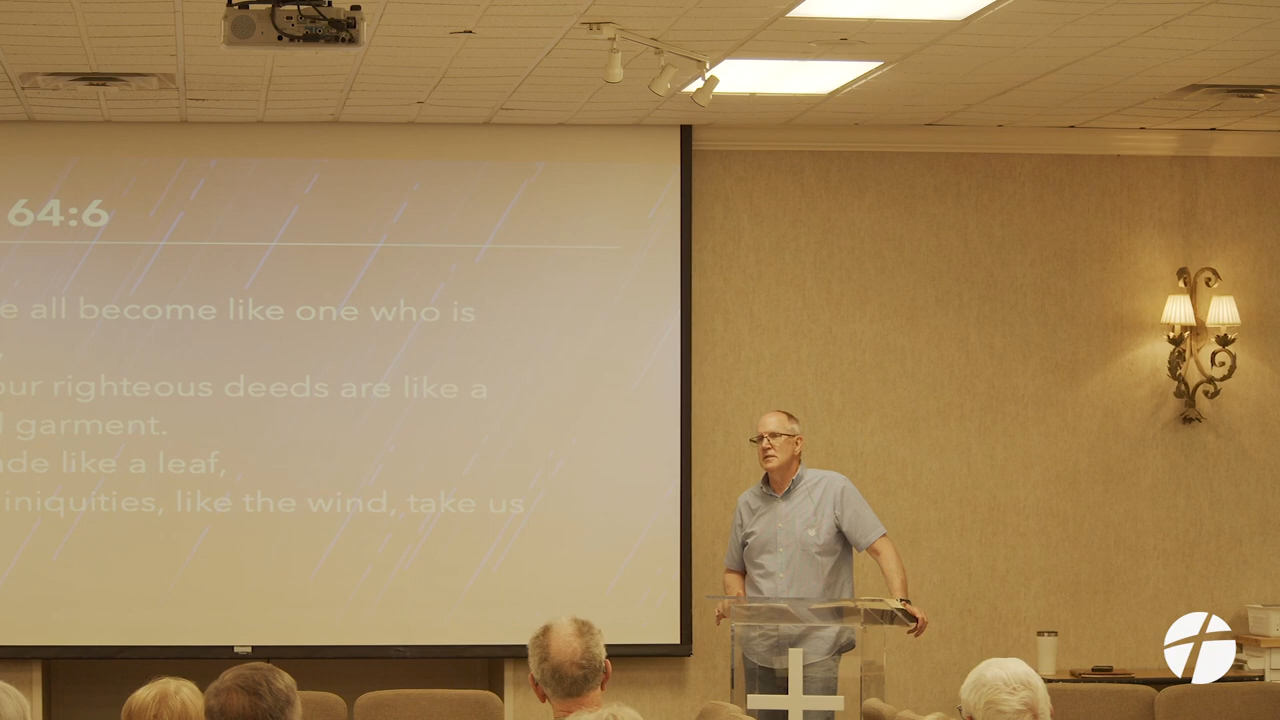 64:6
all become like one who is
our righteous deeds are like a
garment.
like a leaf,
iniquities, like the wind, take us